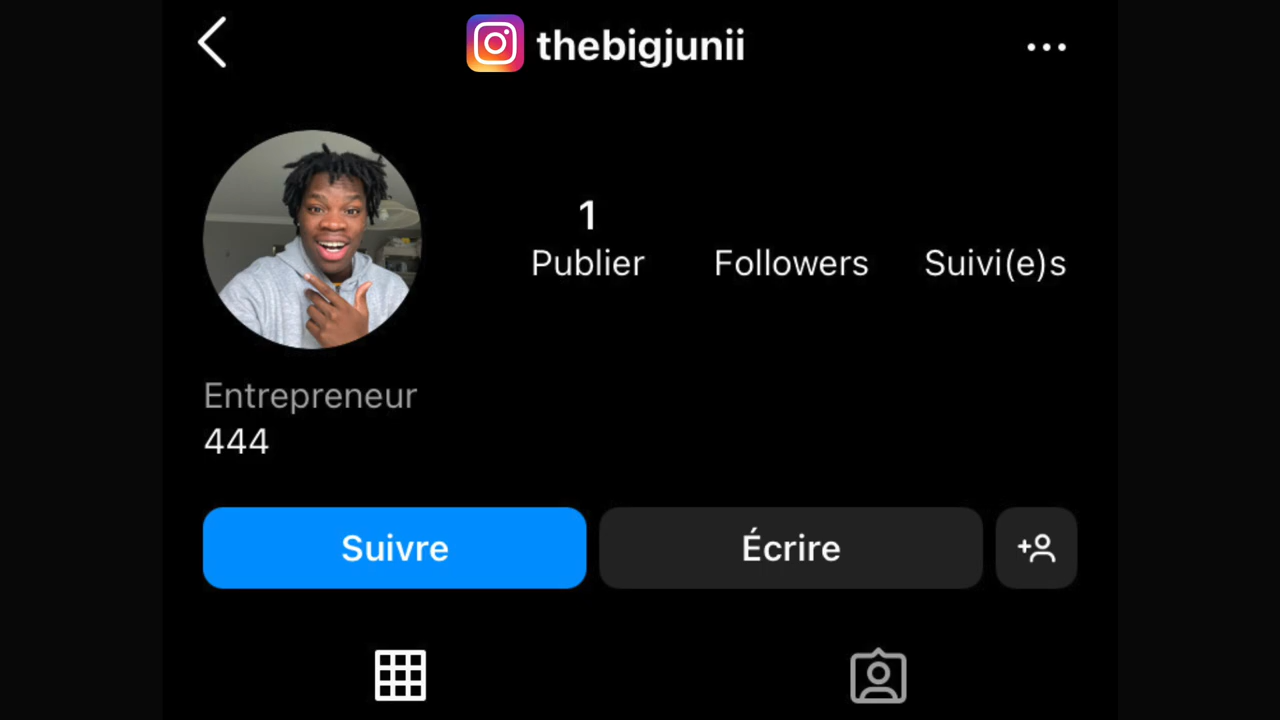 thebigjunii
1
Publier Followers Suivi(e)s
Entrepreneur
444
Suivre Écrire